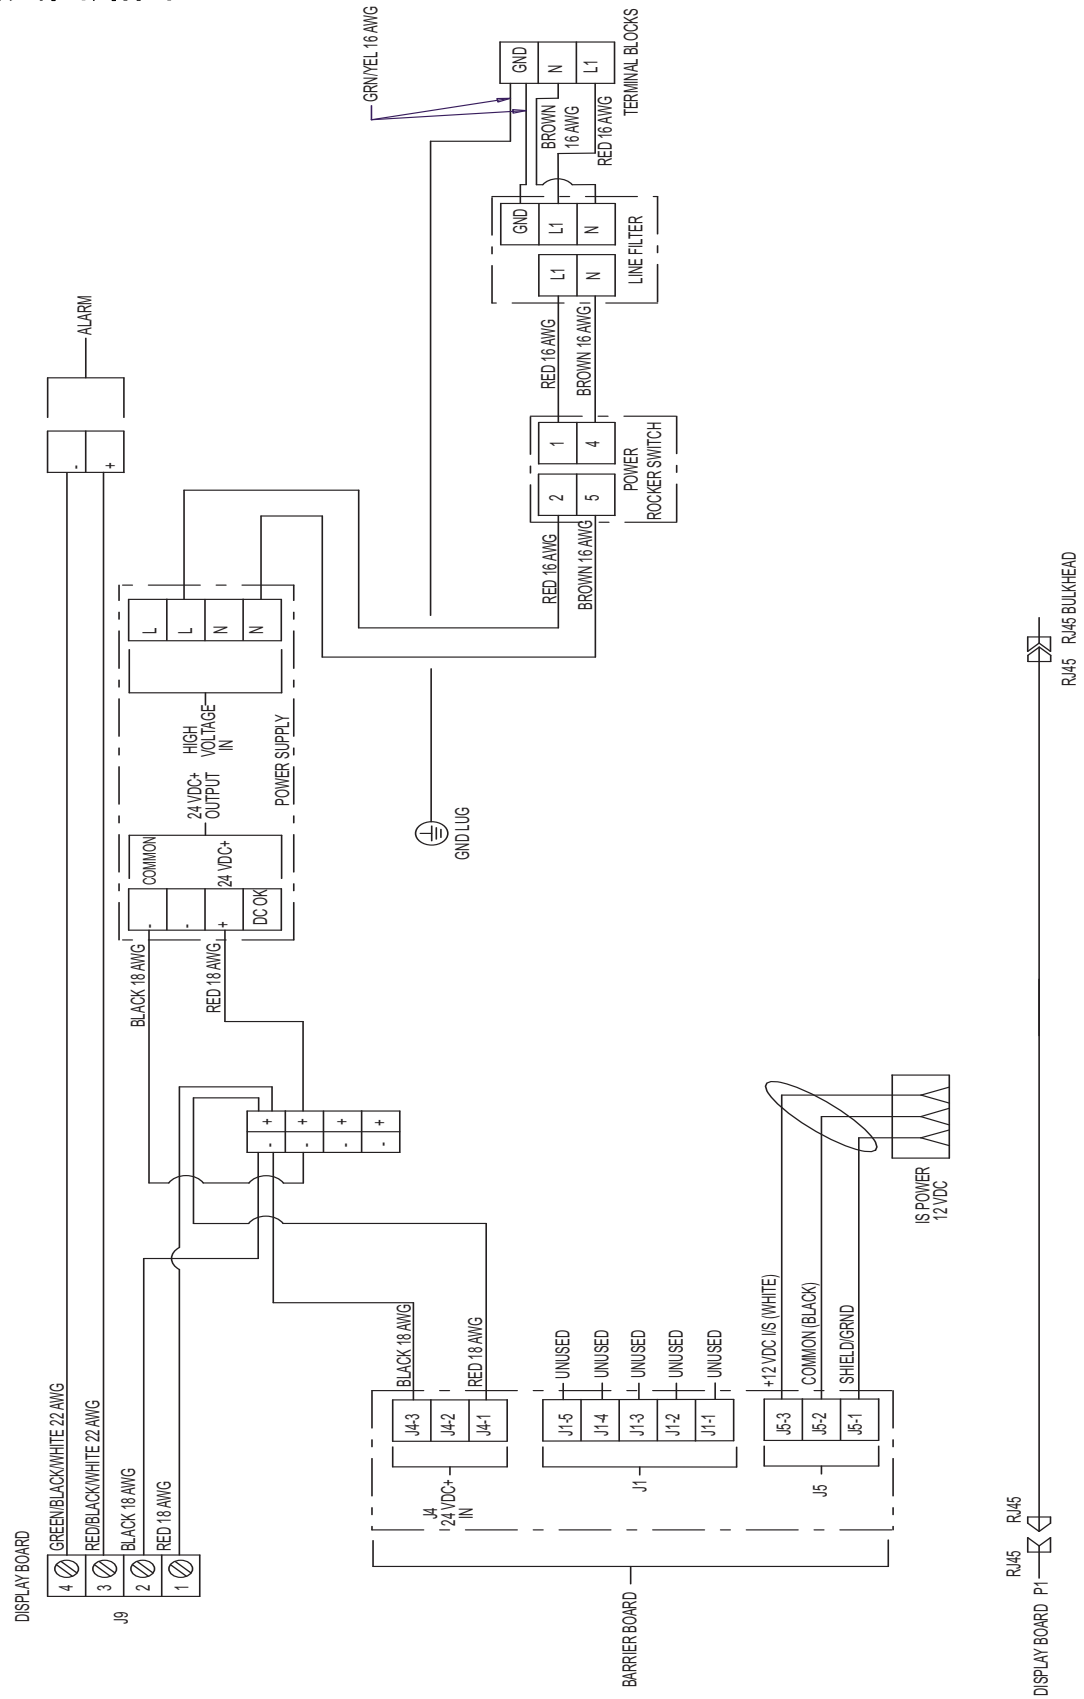 DISPLAY BOARD
J9
4
3
2
1
GREEN/BLACK/WHITE 22 AWG
RED/BLACK/WHITE 22 AWG
BLACK 18 AWG
RED 18 AWG
-
+
ALARM
BLACK 18 AWG
RED 18 AWG
-
-
+
DC OK
COMMON
24 VDC+
24 VDC+
OUTPUT
HIGH
VOLTAGE
IN
POWER SUPPLY
L
L
N
N
- +
- +
- +
- +
GND LUG
GRN/YEL 16 AWG
RED 16 AWG
BROWN 16 AWG
2
5
1
4
POWER
ROCKER SWITCH
RED 16 AWG
BROWN 16 AWG
L1
N
GND
L1
N
LINE FILTER
BROWN
16 AWG
RED 16 AWG
GND
N
L1
TERMINAL BLOCKS
BARRIER BOARD
J4
24 VDC+
IN
J4-3
J4-2
J4-1
BLACK 18 AWG
RED 18 AWG
J1
J1-5
J1-4
J1-3
J1-2
J1-1
UNUSED
UNUSED
UNUSED
UNUSED
UNUSED
J5
J5-3
J5-2
J5-1
+12 VDC I/S (WHITE)
COMMON (BLACK)
SHIELD/GRND
IS POWER
12 VDC
DISPLAY BOARD P1
RJ45
RJ45
RJ45
RJ45 BULKHEAD